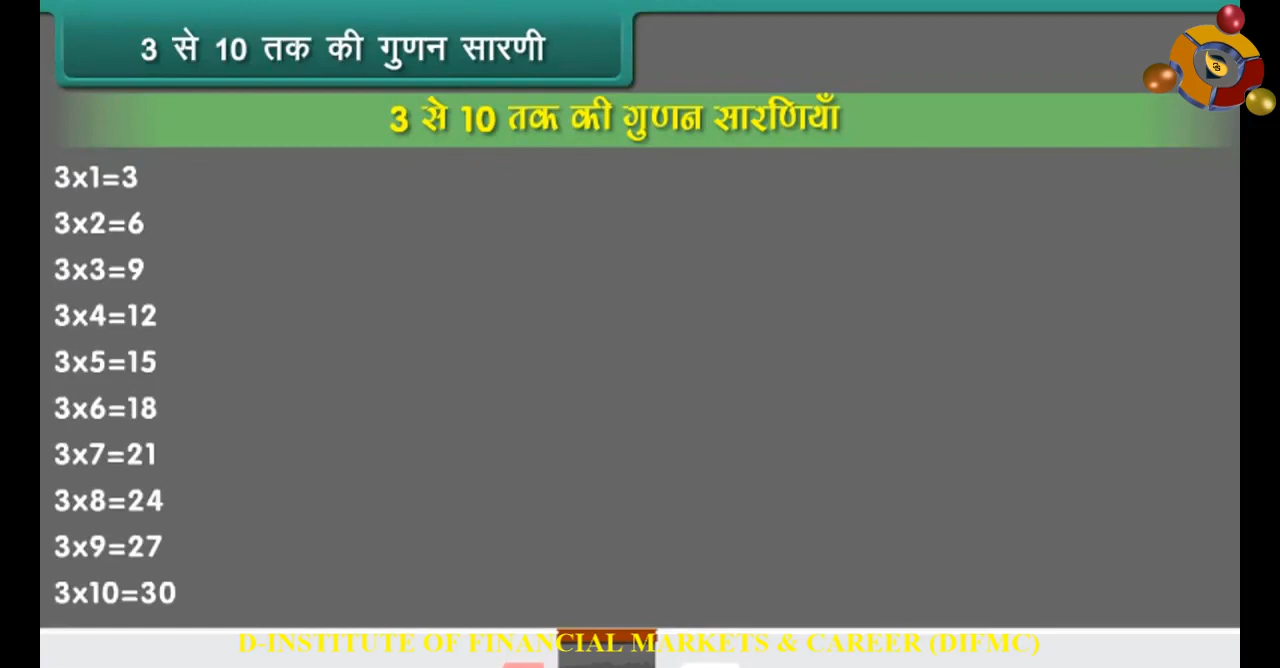 3 से 10 तक की गुणन सारणी
3 से 10 तक की गुणन सारणियाँ
3x1=3
3x2=6
3x3=9
3x4=12
3x5=15
3x6=18
3x7=21
3x8=24
3x9=27
3x10=30
D-INSTITUTE OF FINANCIAL MARKETS & CAREER (DIFMC)